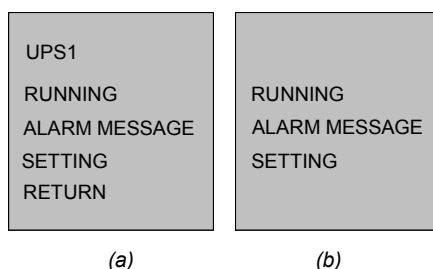 UPS1
RUNNING
ALARM MESSAGE
SETTING
RETURN
(a)
RUNNING
ALARM MESSAGE
SETTING
(b)